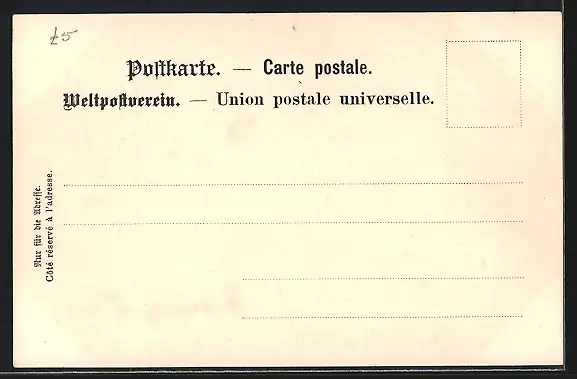 £5
Postkarte. — Carte postale.
Weltpostverein. — Union postale universelle.
Nur für die Adresse.
Côté réservé à l'adresse.